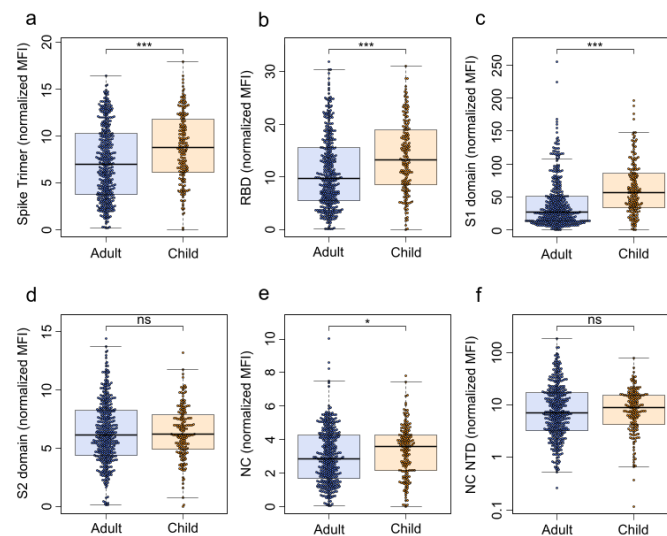 a
Spike Trimer (normalized MFI)
20
15
10
5
0
***
Adult Child
b
RBD (normalized MFI)
30
20
10
0
***
Adult Child
c
S1 domain (normalized MFI)
250
200
150
100
50
0
***
Adult Child
d
S2 domain (normalized MFI)
15
10
5
0
ns
Adult Child
e
NC (normalized MFI)
10
8
6
4
2
0
*
Adult Child
f
NC NTD (normalized MFI)
100
10
1
0.1
ns
Adult Child